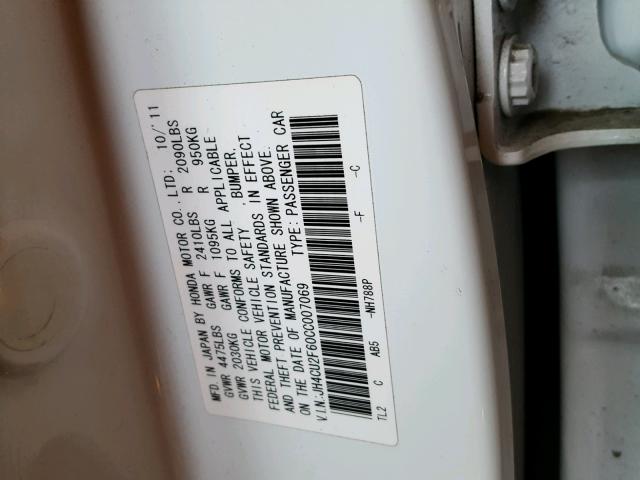 MFD. IN JAPAN BY HONDA MOTOR CO., LTD: 10/'11
GVWR 4475LBS GAWR F 2410LBS R 2090LBS
GVWR 2030KG GAWR F 1095KG R 950KG
THIS VEHICLE CONFORMS TO ALL APPLICABLE
FEDERAL MOTOR VEHICLE SAFETY , BUMPER,
AND THEFT PREVENTION STANDARDS IN EFFECT
ON THE DATE OF MANUFACTURE SHOWN ABOVE.
V.I.N:JH4CU2F60CC007069 TYPE:PASSENGER CAR
TL2 C AB5 -NH788P -F -C